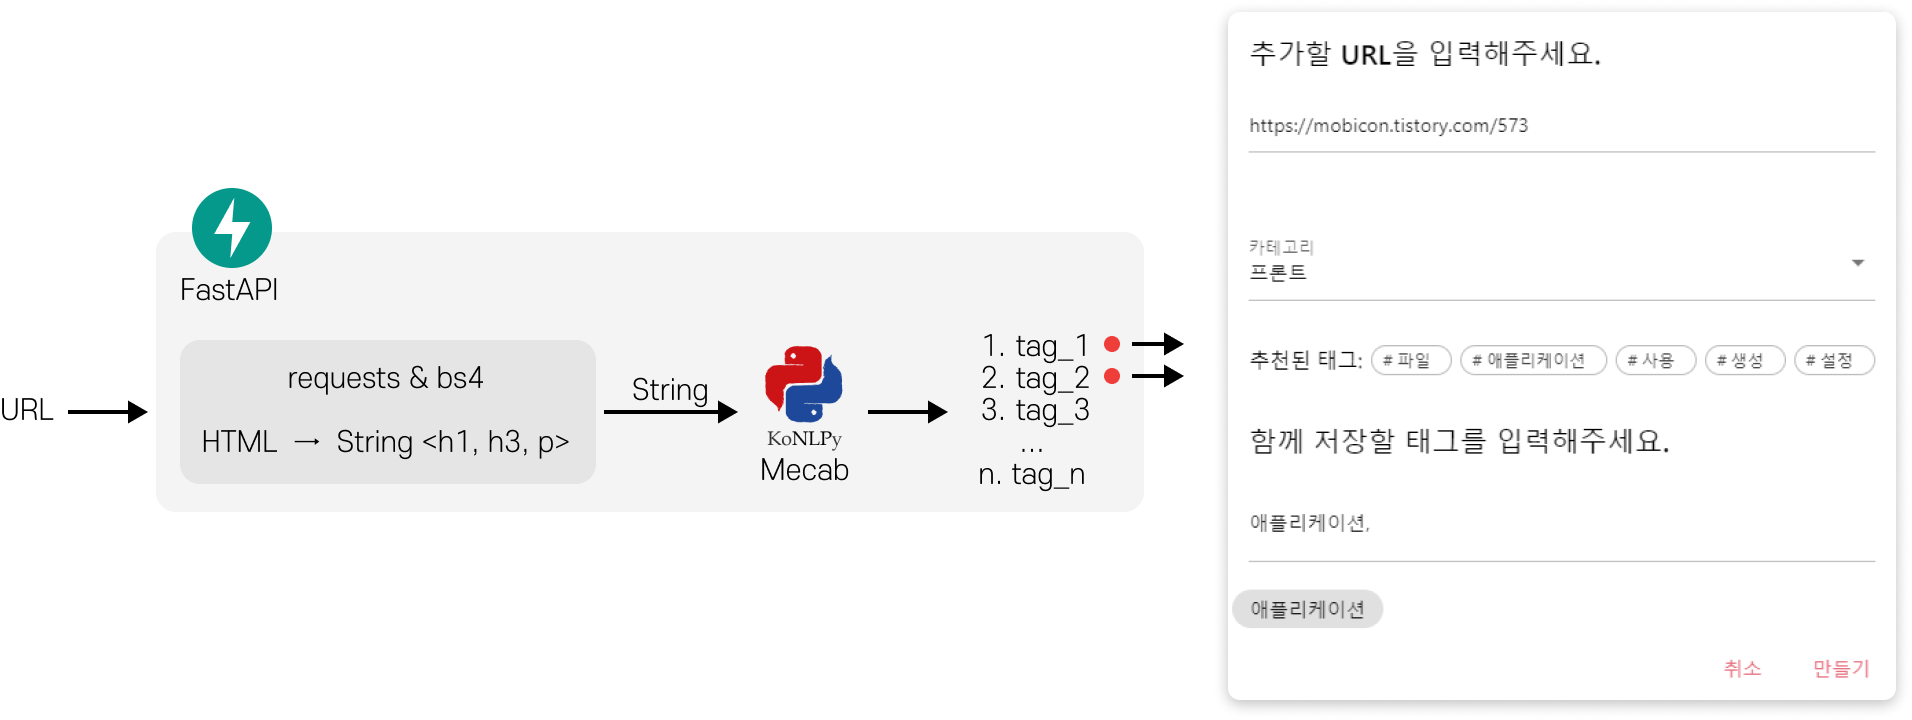 URL
FastAPI
requests & bs4
HTML → String <h1, h3, p>
String
KoNLPy
Mecab
1. tag_1
2. tag_2
3. tag_3
...
n. tag_n
추가할 URL을 입력해주세요.
https://mobicon.tistory.com/573
카테고리
프론트
추천된 태그: # 파일 # 애플리케이션 # 사용 # 생성 # 설정
함께 저장할 태그를 입력해주세요.
애플리케이션,
애플리케이션
취소 만들기